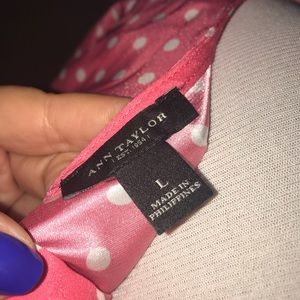 ANN TAYLOR
| EST. 1954 |
L
MADE IN
PHILIPPINES